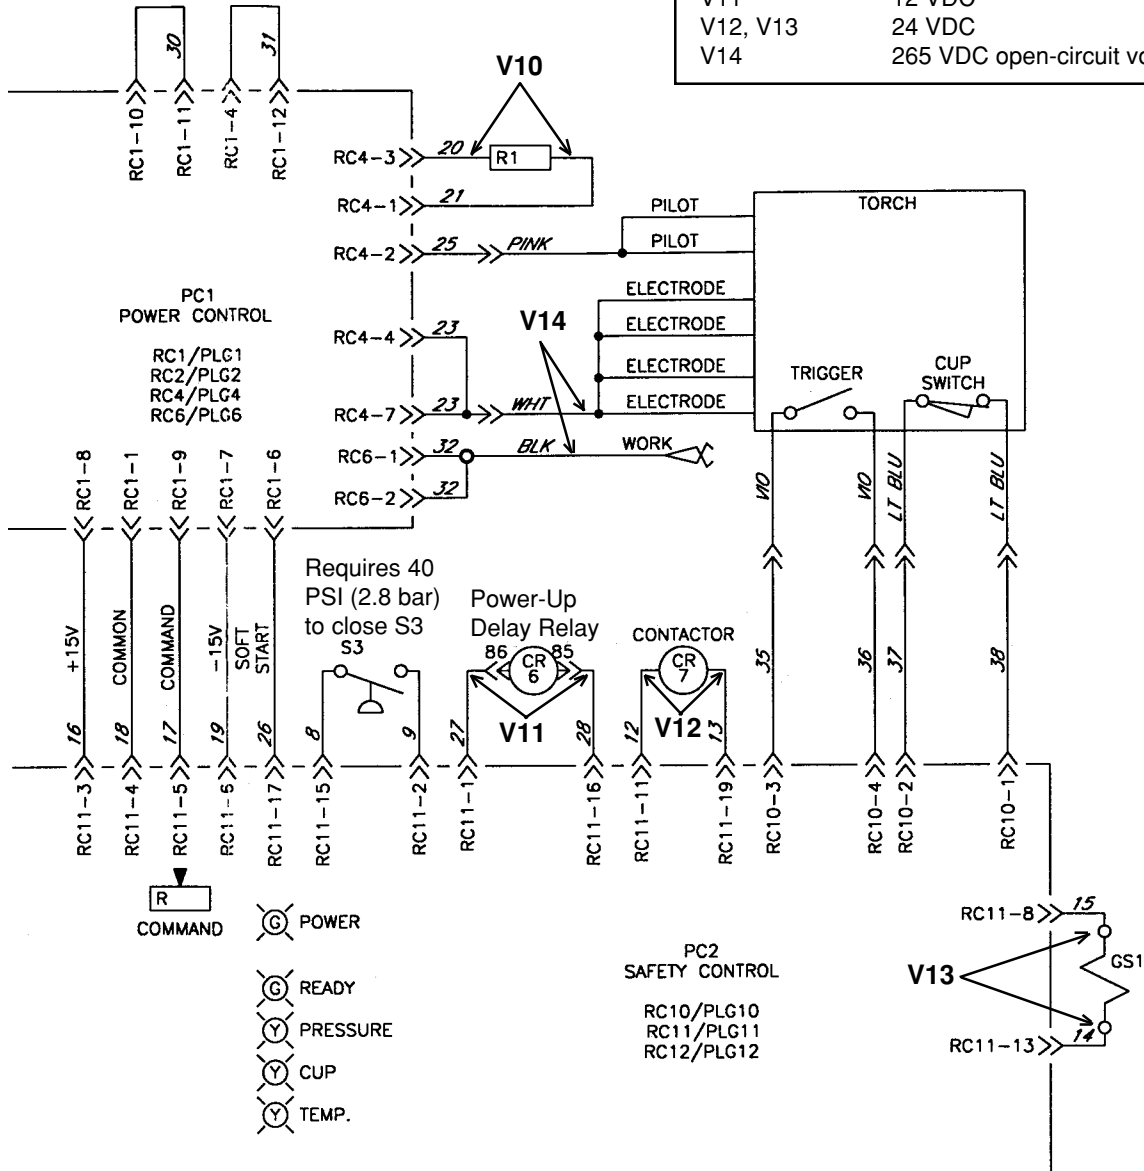 V11 12 VDC
V12, V13 24 VDC
V14 265 VDC open-circuit
30
31
RC1-10
RC1-11
RC1-4
RC1-12
V10
RC4-3 20 R1
RC4-1 21
RC4-2 25 PINK
PILOT
PILOT
TORCH
ELECTRODE
ELECTRODE
ELECTRODE
ELECTRODE
PC1
POWER CONTROL
RC1/PLG1
RC2/PLG2
RC4/PLG4
RC6/PLG6
V14
RC4-4 23
RC4-7 23 WHT
RC6-1 32 BLK WORK
RC6-2 32
TRIGGER
CUP
SWITCH
VIO
VIO
LT BLU
LT BLU
RC1-8
RC1-1
RC1-9
RC1-7
RC1-6
+15V
COMMON
COMMAND
-15V
SOFT
START
Requires 40
PSI (2.8 bar)
to close S3
S3
Power-Up
Delay Relay
86 CR 85
6
V11
CONTACTOR
CR
7
V12
35
36
37
38
16
18
17
19
26
8
9
27
28
12
13
RC11-3
RC11-4
RC11-5
RC11-6
RC11-17
RC11-15
RC11-2
RC11-1
RC11-16
RC11-11
RC11-19
RC10-3
RC10-4
RC10-2
RC10-1
R
COMMAND
G POWER
G READY
Y PRESSURE
Y CUP
Y TEMP.
PC2
SAFETY CONTROL
RC10/PLG10
RC11/PLG11
RC12/PLG12
RC11-8 15
V13
GS1
RC11-13 14